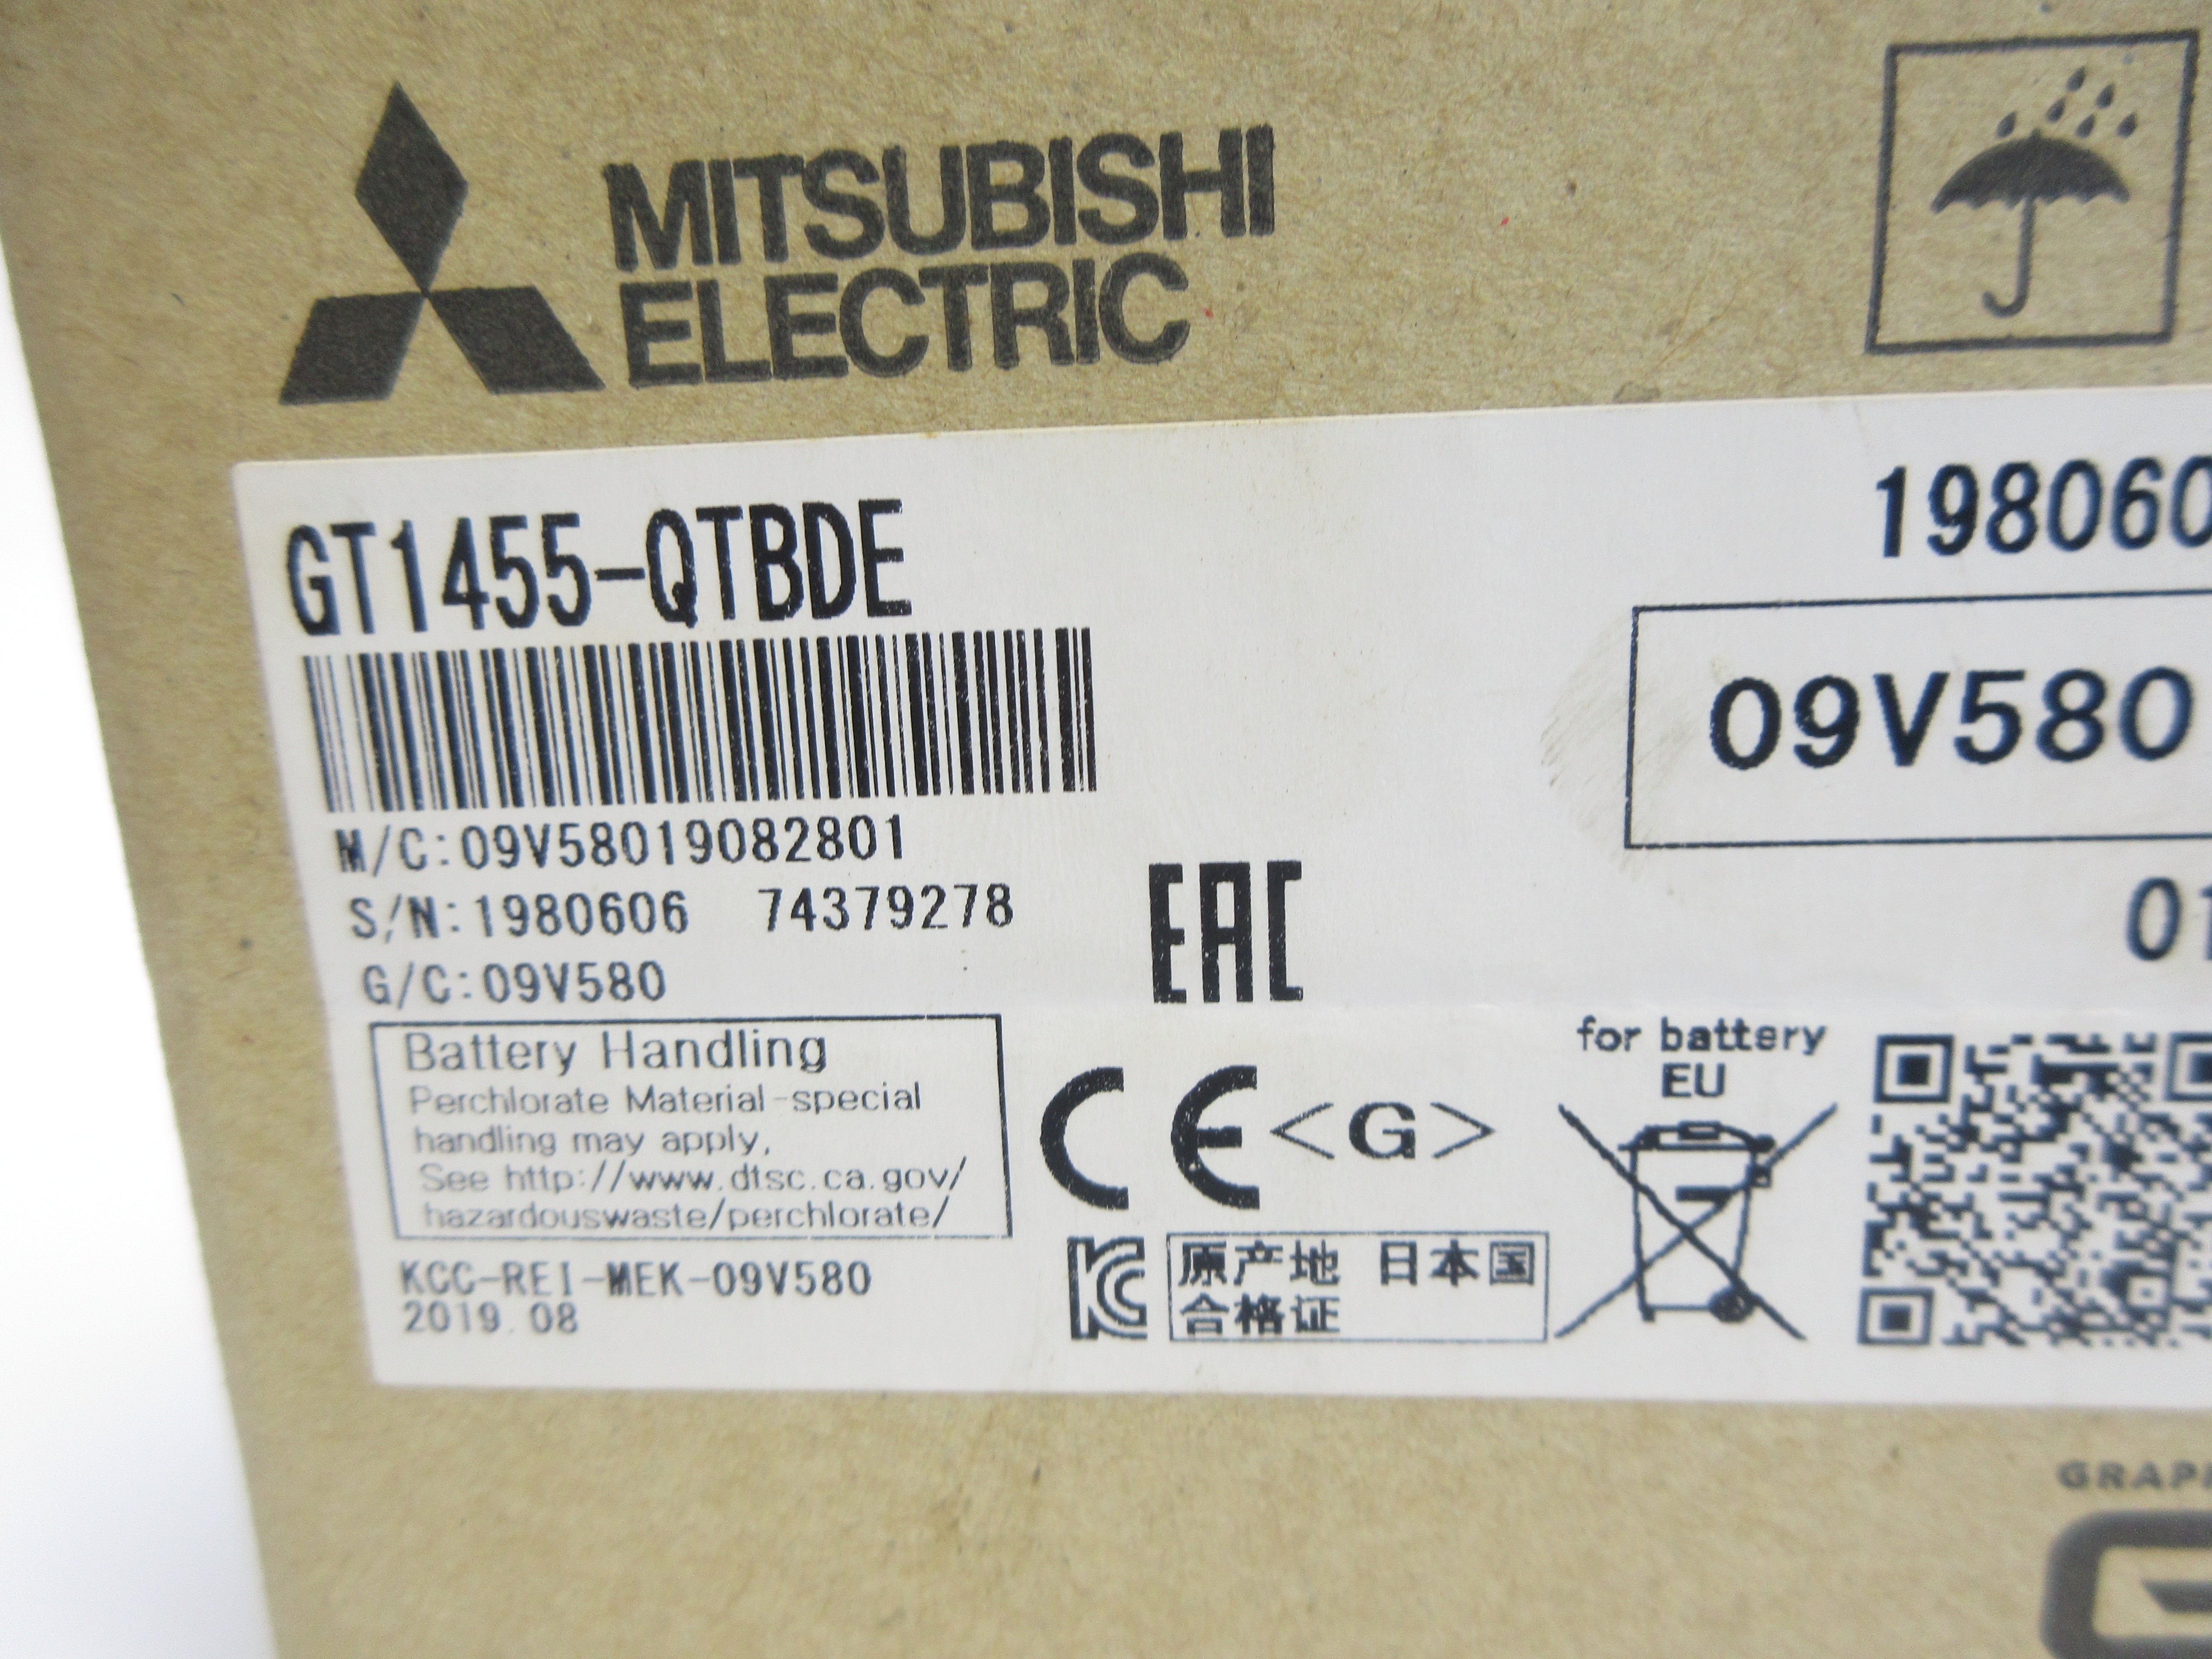 MITSUBISHI
ELECTRIC
GT1455-QTBDE
198060
09V580
M/C:09V58019082801
S/N:1980606 74379278
01
G/C:09V580
EAC
Battery Handling
Perchlorate Material-special
handling may apply,
See http://www.dtsc.ca.gov/
hazardouswaste/perchlorate/
CE <G>
for battery
EU
KCC-REI-MEK-09V580
2019.08
原产地 日本国
合格证
GRAP